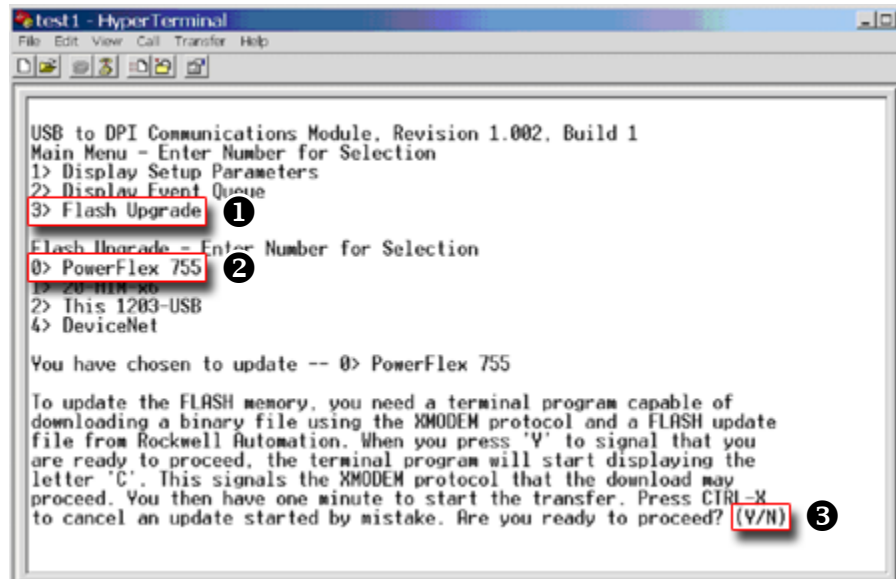 test1 - HyperTerminal
File Edit View Call Transfer Help
USB to DPI Communications Module, Revision 1.002, Build 1
Main Menu - Enter Number for Selection
1> Display Setup Parameters
2> Display Event Queue
3> Flash Upgrade ❶
Flash Upgrade - Enter Number for Selection
0> PowerFlex 755 ❷
1> 20-HIM-x6
2> This 1203-USB
4> DeviceNet
You have chosen to update -- 0> PowerFlex 755
To update the FLASH memory, you need a terminal program capable of
downloading a binary file using the XMODEM protocol and a FLASH update
file from Rockwell Automation. When you press 'Y' to signal that you
are ready to proceed, the terminal program will start displaying the
letter 'C'. This signals the XMODEM protocol that the download may
proceed. You then have one minute to start the transfer. Press CTRL-X
to cancel an update started by mistake. Are you ready to proceed? (Y/N) ❸